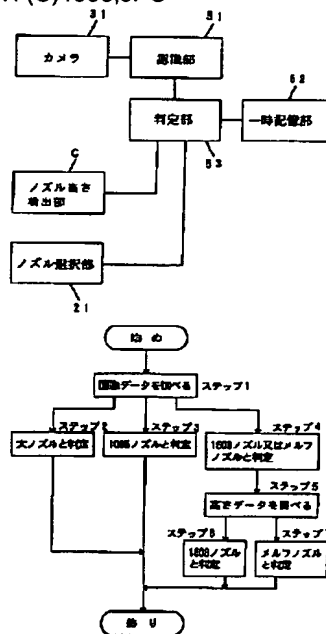 31
51
カメラ
認識部
52
判定部
一時記憶部
53
C
ノズル高さ
検出部
ノズル選択部
21
始め
画像データを調べる
ステップ1
ステップ2
ステップ3
ステップ4
大ノズルと判定
1005ノズルと判定
1608ノズル又はメルフ
ノズルと判定
ステップ5
高さデータを調べる
ステップ6
1608ノズル
と判定
メルフノズル
と判定
終り